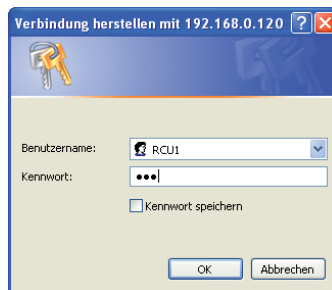 Verbindung herstellen mit 192.168.0.120
Benutzername: RCU1
Kennwort: •••
Kennwort speichern
OK Abbrechen